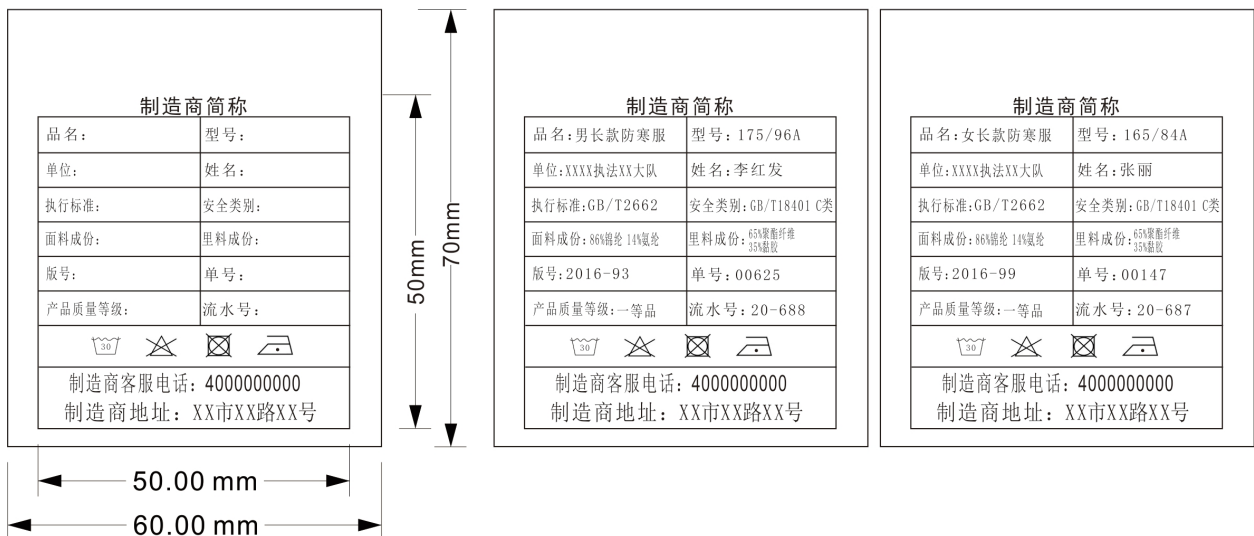 制造商简称
品名: 型号:
单位: 姓名:
执行标准: 安全类别:
面料成份: 里料成份:
版号: 单号:
产品质量等级: 流水号:
30
制造商客服电话: 4000000000
制造商地址: XX市XX路XX号
50.00 mm
60.00 mm
50mm
70mm
制造商简称
品名:男长款防寒服 型号:175/96A
单位:XXXX执法XX大队 姓名:李红发
执行标准:GB/T2662 安全类别:GB/T18401 C类
面料成份:86%锦纶 14%氨纶 里料成份:65%聚酯纤维
35%黏胶
版号:2016-93 单号:00625
产品质量等级:一等品 流水号:20-688
30
制造商客服电话: 4000000000
制造商地址: XX市XX路XX号
制造商简称
品名:女长款防寒服 型号:165/84A
单位:XXXX执法XX大队 姓名:张丽
执行标准:GB/T2662 安全类别:GB/T18401 C类
面料成份:86%锦纶 14%氨纶 里料成份:65%聚酯纤维
35%黏胶
版号:2016-99 单号:00147
产品质量等级:一等品 流水号:20-687
30
制造商客服电话: 4000000000
制造商地址: XX市XX路XX号